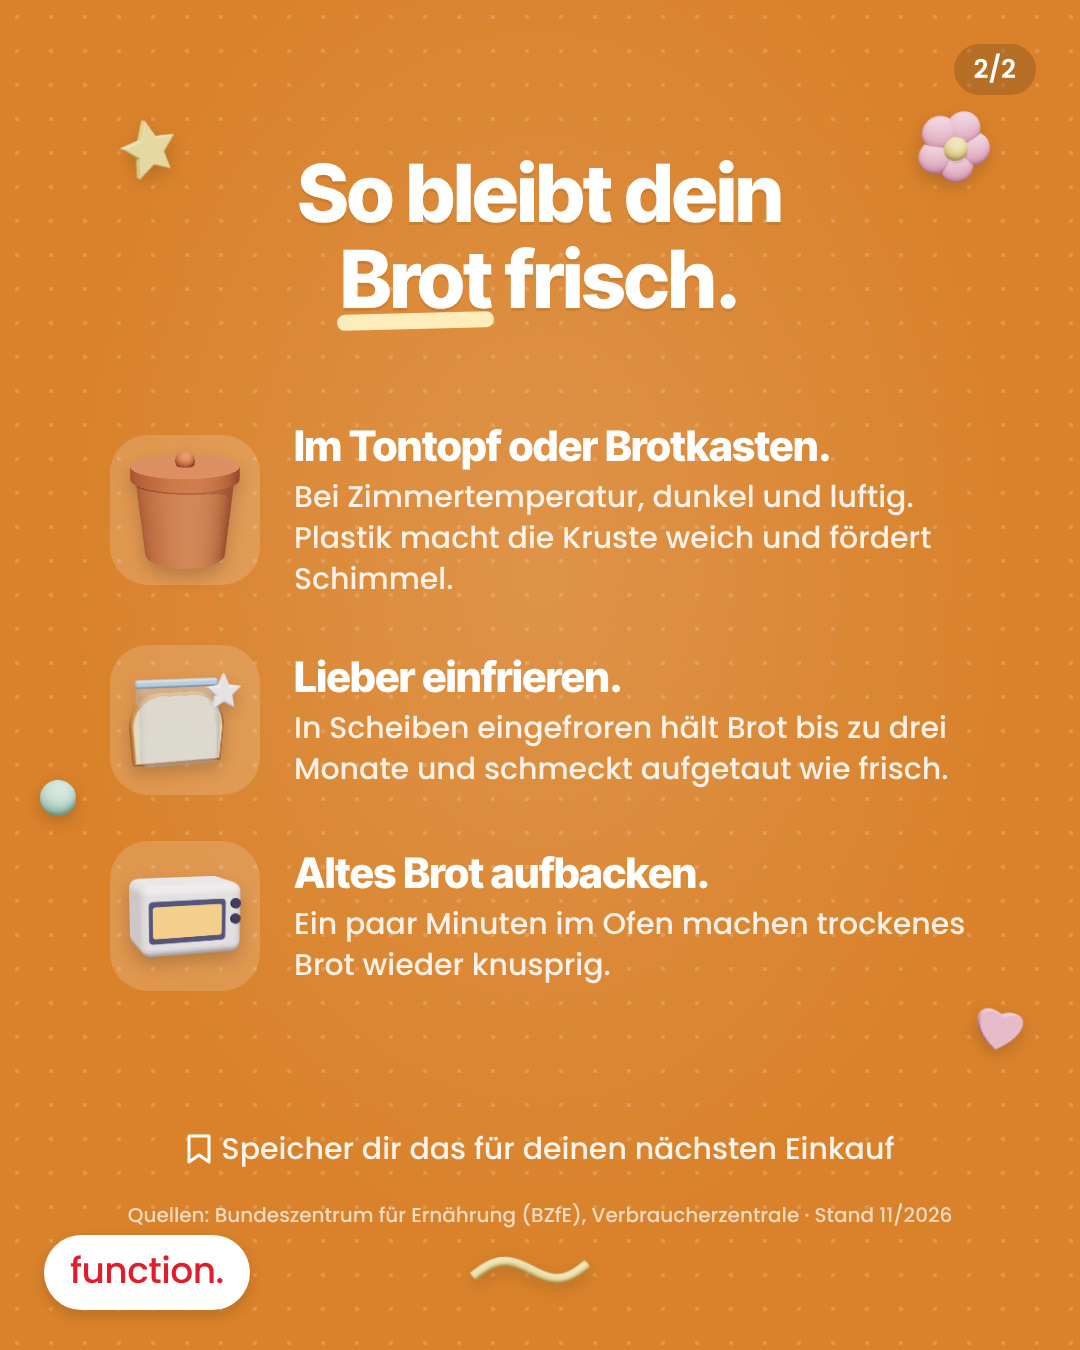 2/2
So bleibt dein
Brot frisch.
Im Tontopf oder Brotkasten.
Bei Zimmertemperatur, dunkel und luftig.
Plastik macht die Kruste weich und fördert
Schimmel.
Lieber einfrieren.
In Scheiben eingefroren hält Brot bis zu drei
Monate und schmeckt aufgetaut wie frisch.
Altes Brot aufbacken.
Ein paar Minuten im Ofen machen trockenes
Brot wieder knusprig.
Speicher dir das für deinen nächsten Einkauf
Quellen: Bundeszentrum für Ernährung (BZfE), Verbraucherzentrale · Stand 11/2026
function.